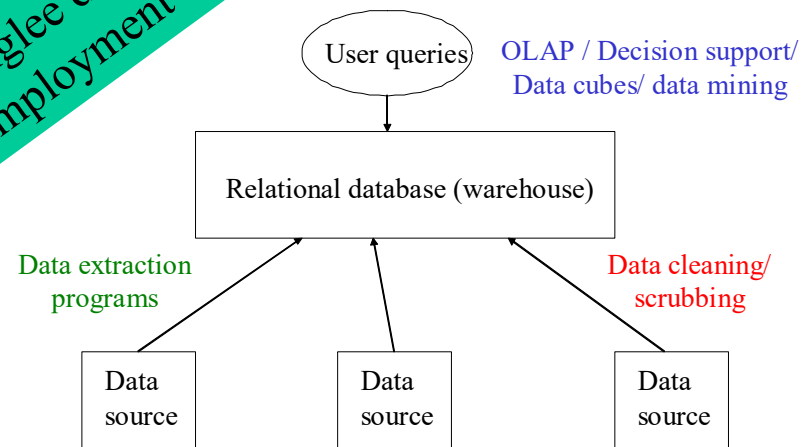 User queries
OLAP / Decision support/
Data cubes/ data mining
Relational database (warehouse)
Data extraction
programs
Data cleaning/
scrubbing
Data
source
Data
source
Data
source